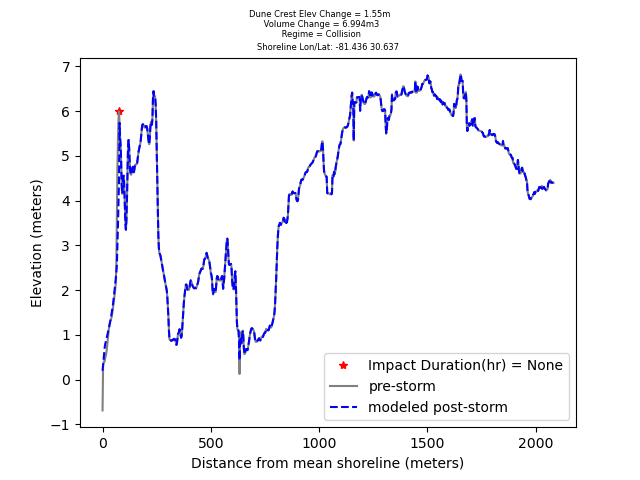 Dune Crest Elev Change = 1.55m
Volume Change = 6.994m3
Regime = Collision
Shoreline Lon/Lat: -81.436 30.637
7
6
5
4
3
2
1
0
−1
Elevation (meters)
Impact Duration(hr) = None
pre-storm
modeled post-storm
0 500 1000 1500 2000
Distance from mean shoreline (meters)